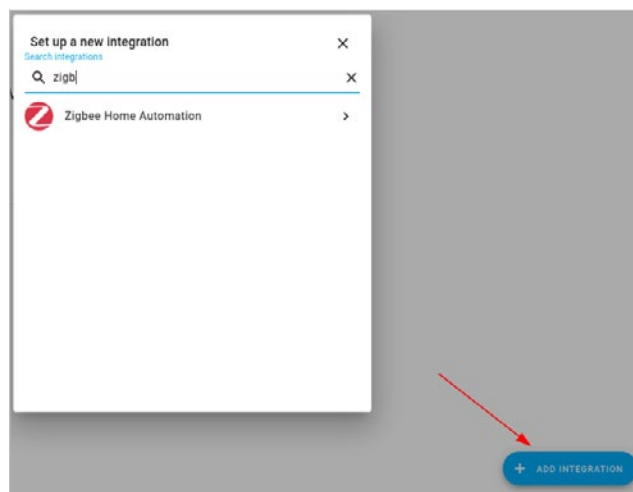 Set up a new integration
Search integrations
zigb
Zigbee Home Automation
+ ADD INTEGRATION